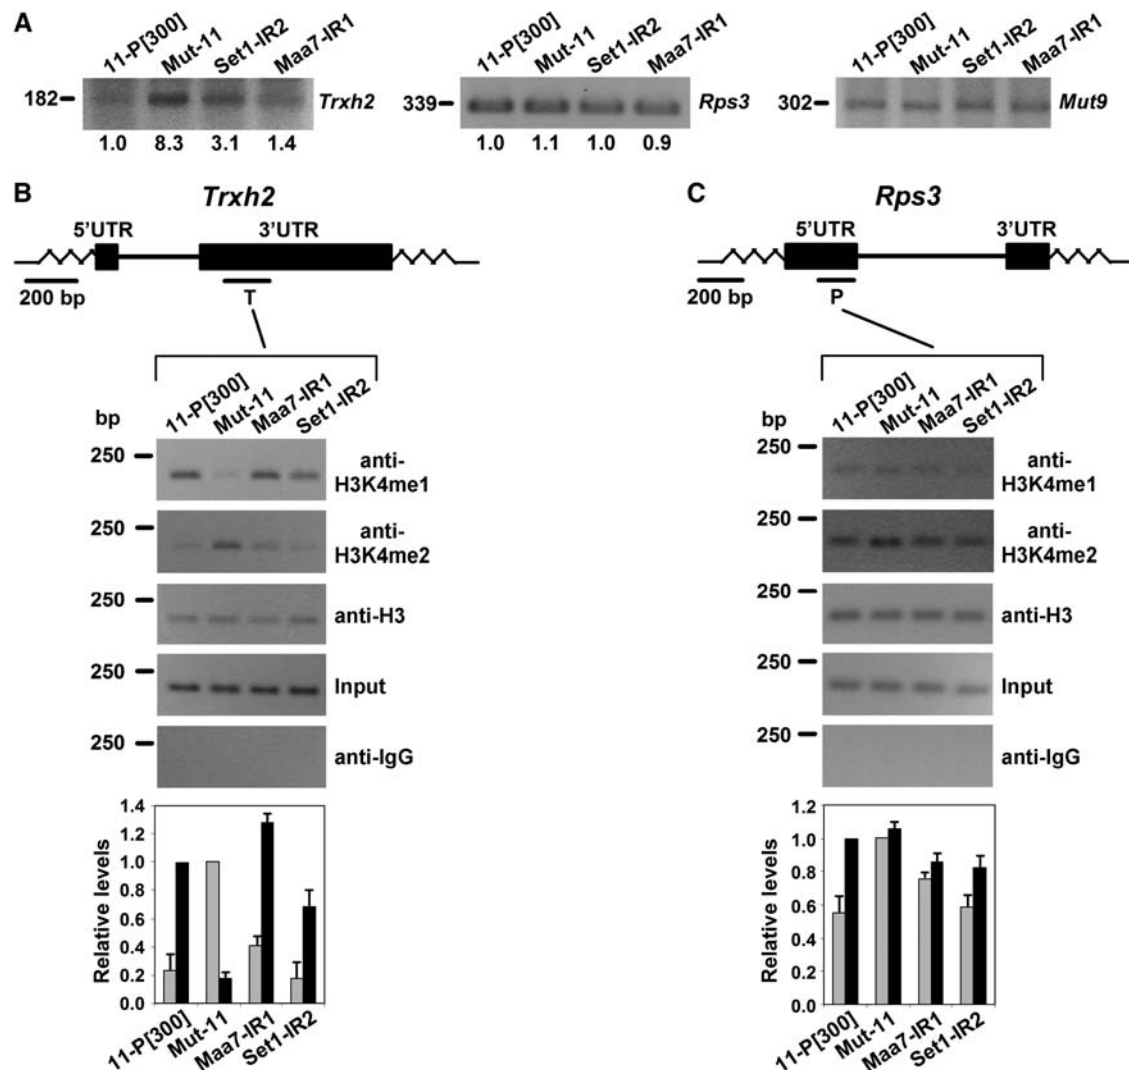 A
11-P[300] Mut-11 Set1-IR2 Maa7-IR1
182 Trxh2
1.0 8.3 3.1 1.4
11-P[300] Mut-11 Set1-IR2 Maa7-IR1
339 Rps3
1.0 1.1 1.0 0.9
11-P[300] Mut-11 Set1-IR2 Maa7-IR1
302 Mut9
B
Trxh2
5'UTR 3'UTR
200 bp T
11-P[300] Mut-11 Maa7-IR1 Set1-IR2
bp
250 anti-
H3K4me1
250 anti-
H3K4me2
250 anti-H3
250 Input
250 anti-IgG
Relative levels
1.4
1.2
1.0
0.8
0.6
0.4
0.2
0.0
11-P[300] Mut-11 Maa7-IR1 Set1-IR2
C
Rps3
5'UTR 3'UTR
200 bp P
11-P[300] Mut-11 Maa7-IR1 Set1-IR2
bp
250 anti-
H3K4me1
250 anti-
H3K4me2
250 anti-H3
250 Input
250 anti-IgG
Relative levels
1.2
1.0
0.8
0.6
0.4
0.2
0.0
11-P[300] Mut-11 Maa7-IR1 Set1-IR2